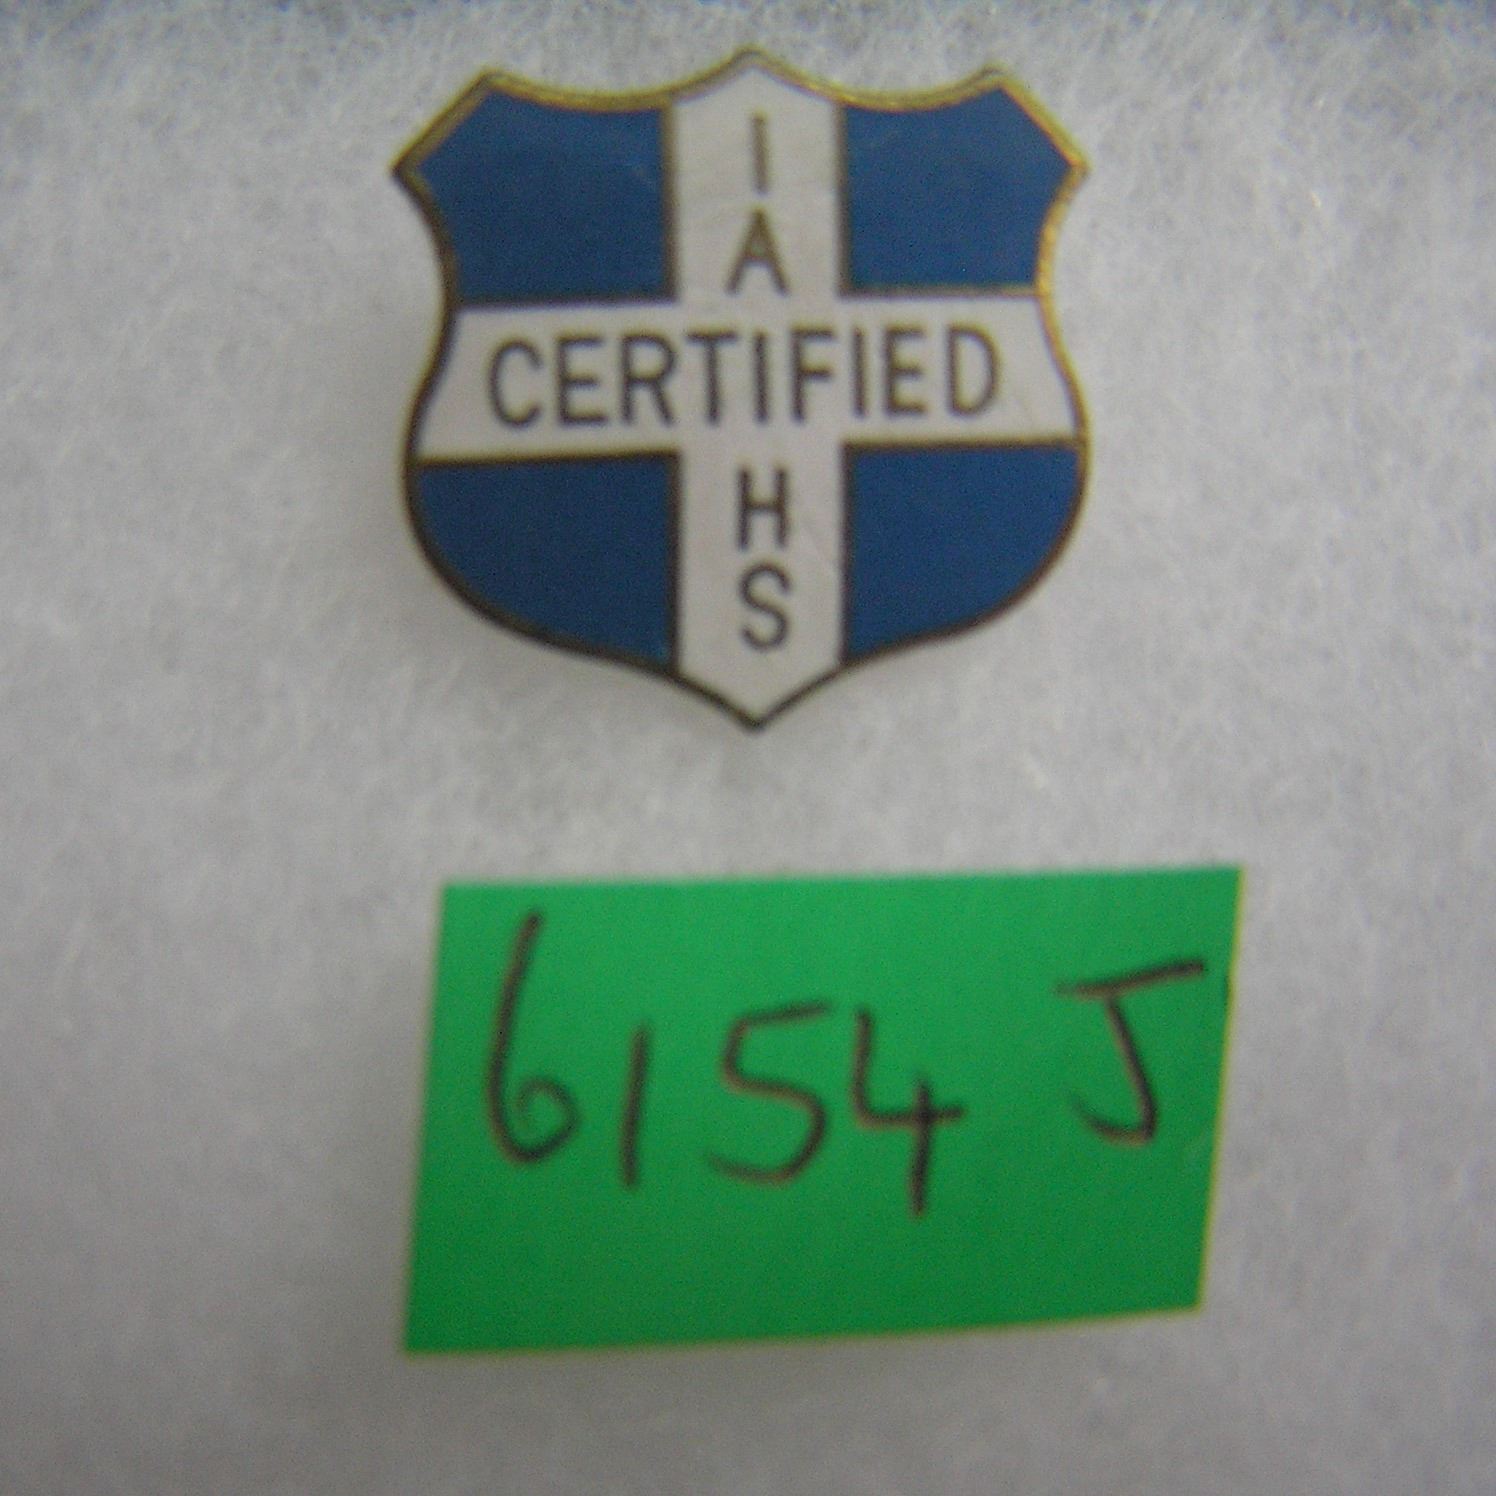 I
A
CERTIFIED
H
S
6154 J